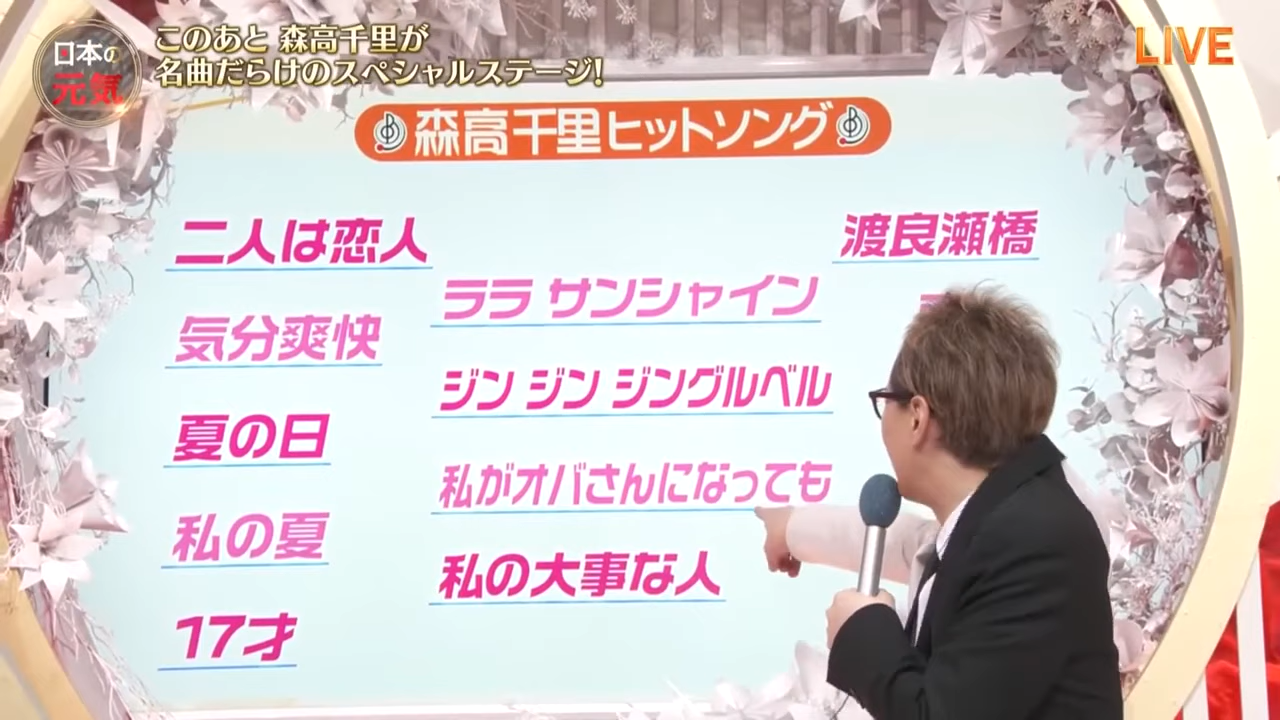 日本の
元気
このあと 森高千里が
名曲だらけのスペシャルステージ!
LIVE
森高千里ヒットソング
二人は恋人
気分爽快
夏の日
私の夏
17才
ララ サンシャイン
ジン ジン ジングルベル
私がオバさんになっても
私の大事な人
渡良瀬橋